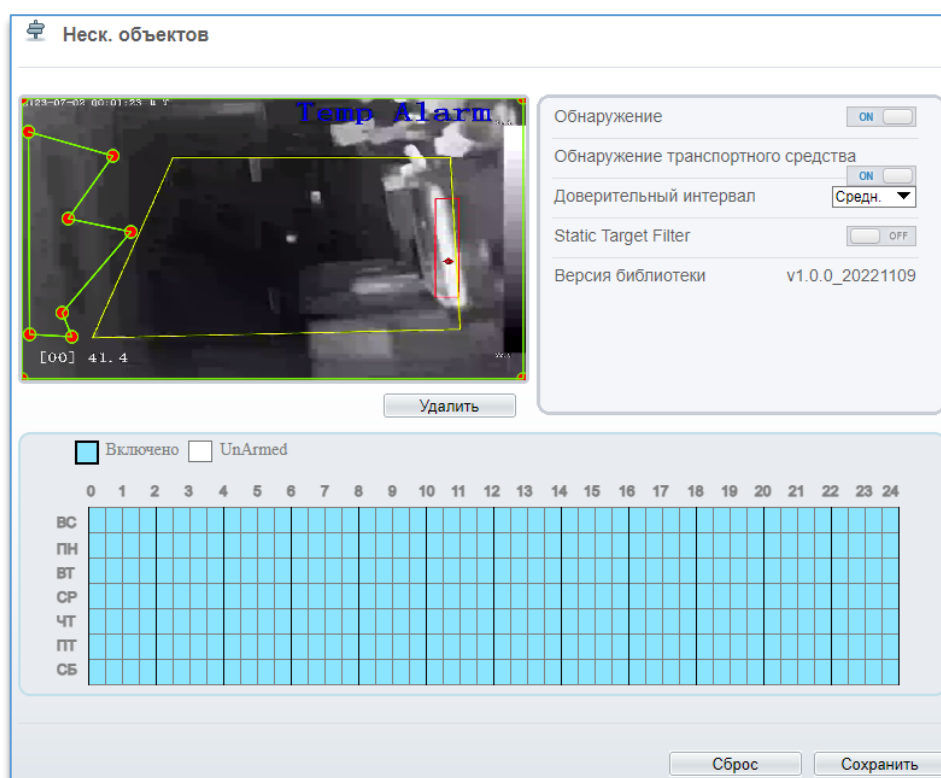 Неск. объектов
Temp Alarm
[00] 41.4
Обнаружение ON
Обнаружение транспортного средства
ON
Доверительный интервал Средн.
Static Target Filter OFF
Версия библиотеки v1.0.0_20221109
Удалить
Включено UnArmed
0 1 2 3 4 5 6 7 8 9 10 11 12 13 14 15 16 17 18 19 20 21 22 23 24
ВС
ПН
ВТ
СР
ЧТ
ПТ
СБ
Сброс Сохранить